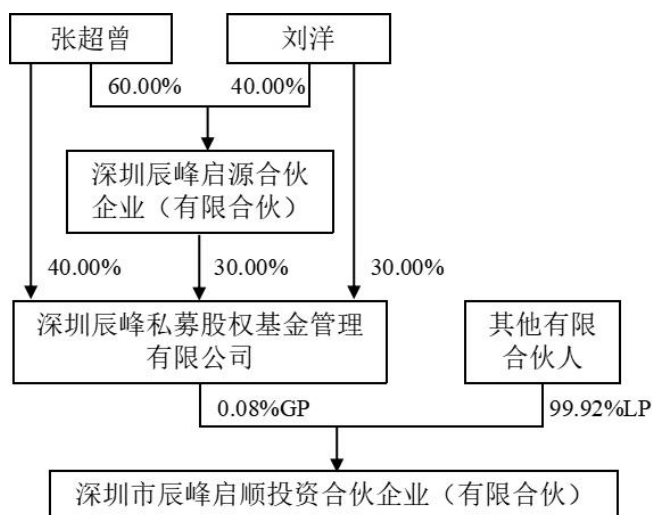 张超曾
刘洋
60.00%
40.00%
深圳辰峰启源合伙
企业（有限合伙）
40.00%
30.00%
30.00%
深圳辰峰私募股权基金管理
有限公司
其他有限
合伙人
0.08%GP
99.92%LP
深圳市辰峰启顺投资合伙企业（有限合伙）